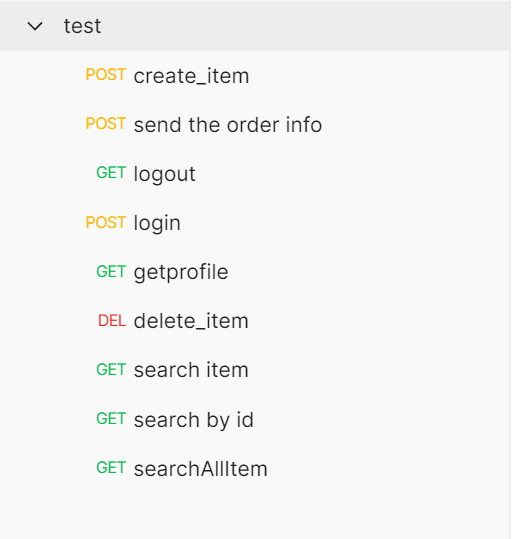 test
POST create_item
POST send the order info
GET logout
POST login
GET getprofile
DEL delete_item
GET search item
GET search by id
GET searchAllItem